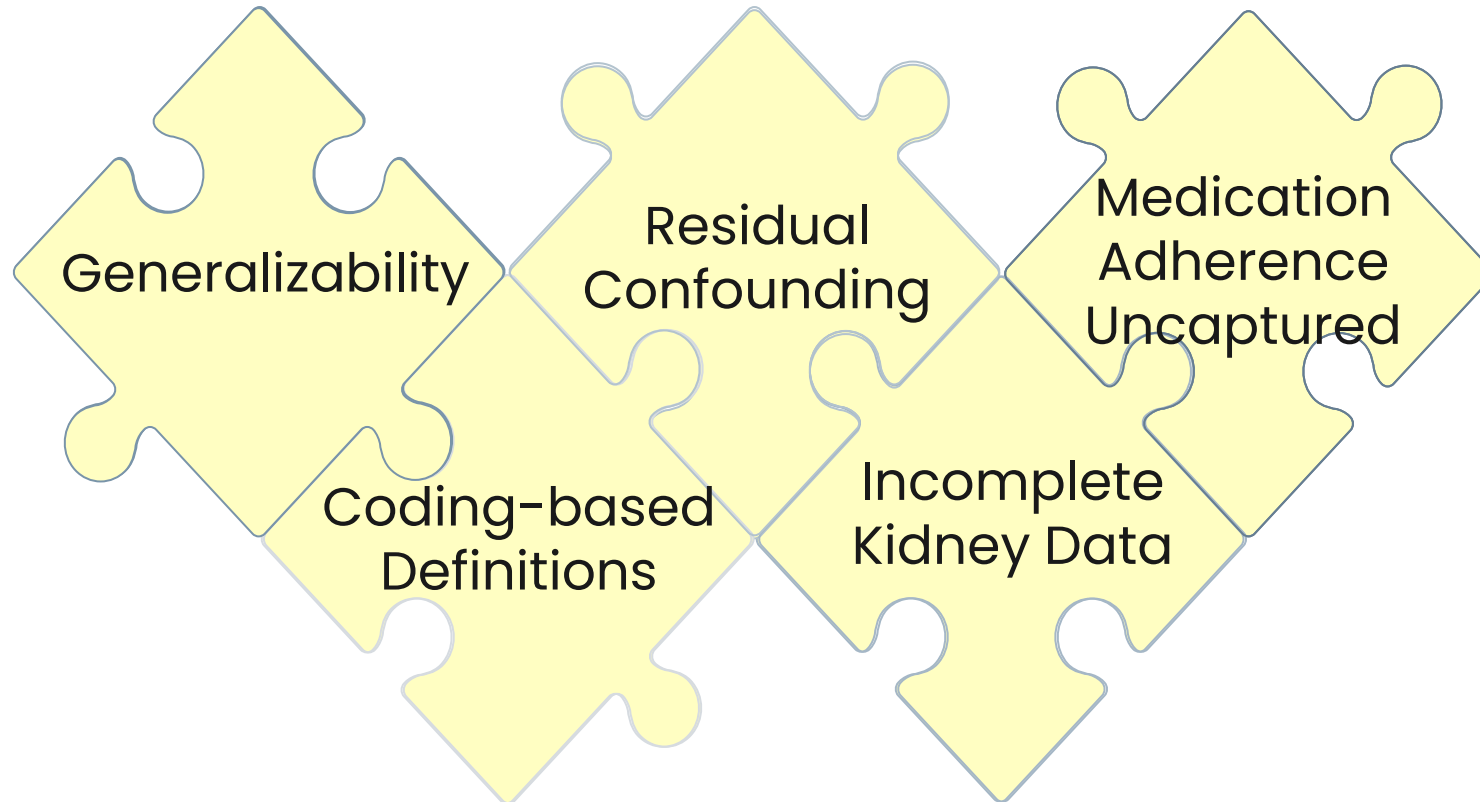 Generalizability
Residual
Confounding
Medication
Adherence
Uncaptured
Coding-based
Definitions
Incomplete
Kidney Data